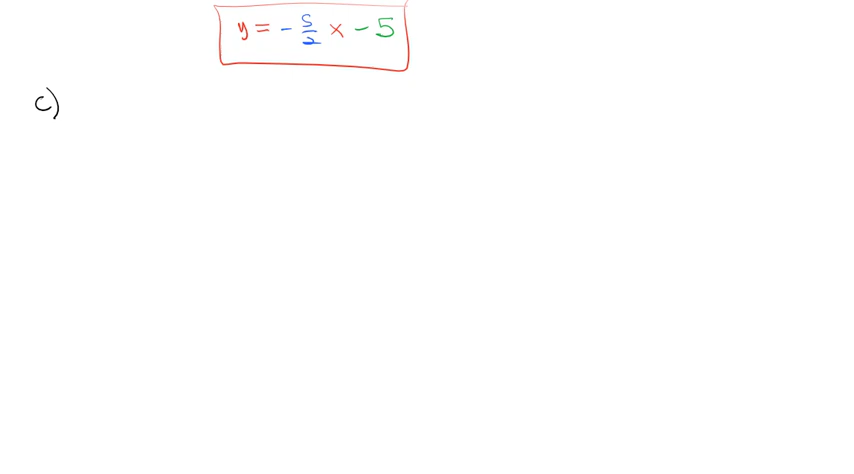 y = - 5/2 x - 5
c)